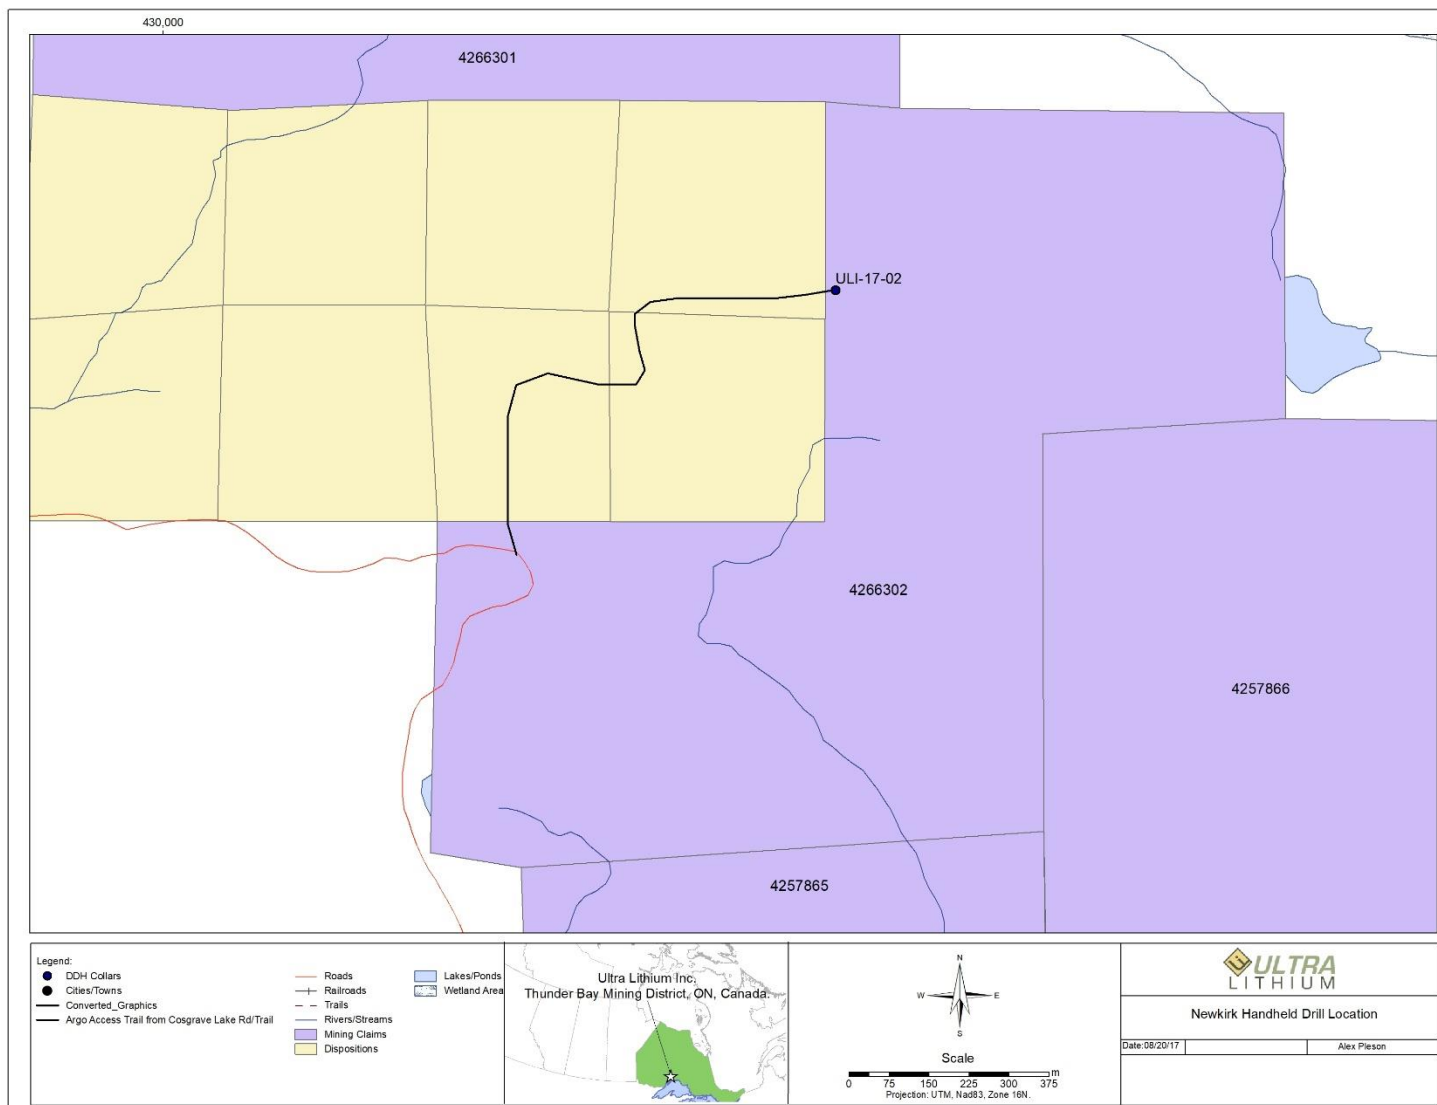 430,000
4266301
ULI-17-02
4266302
4257866
4257865
Legend:
DDH Collars
Cities/Towns
Converted_Graphics
Argo Access Trail from Cosgrave Lake Rd/Trail
Roads
Railroads
Trails
Rivers/Streams
Mining Claims
Dispositions
Lakes/Ponds
Wetland Area
Ultra Lithium Inc.
Thunder Bay Mining District, ON, Canada.
N
W E
S
Scale
m
0 75 150 225 300 375
Projection: UTM, Nad83, Zone 16N.
ULTRA
LITHIUM
Newkirk Handheld Drill Location
Date:08/20/17 Alex Pleson